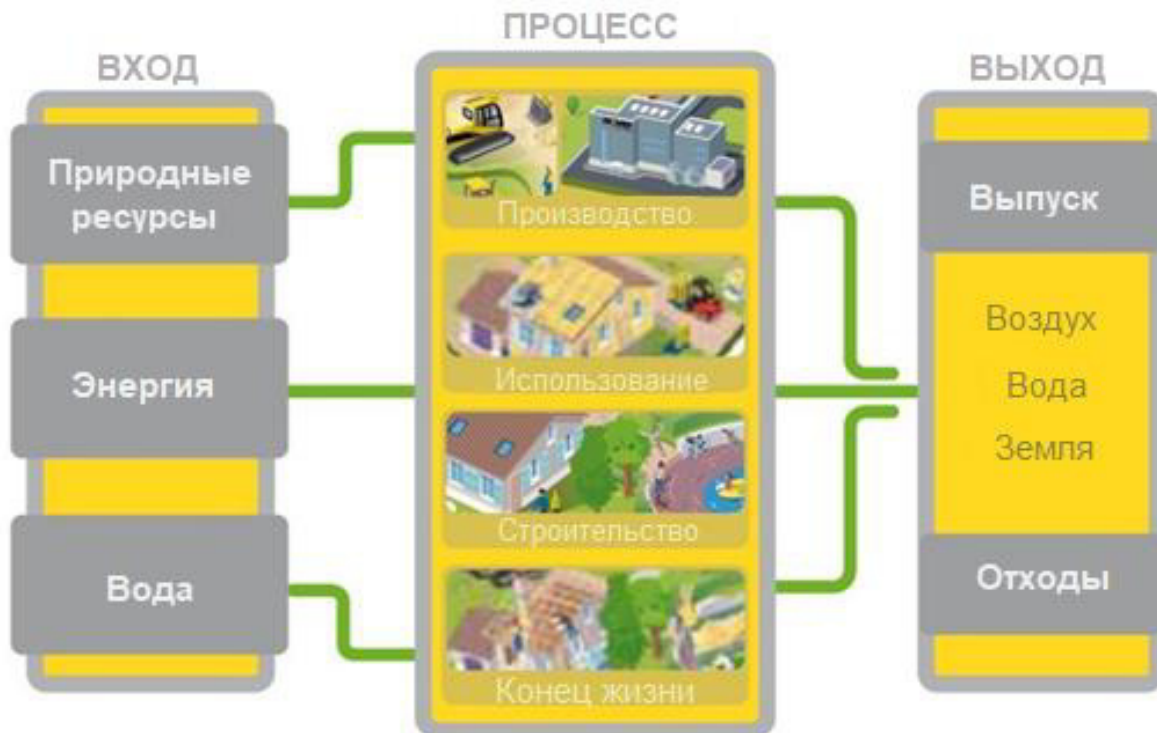 ВХОД
Природные
ресурсы
Энергия
Вода
ПРОЦЕСС
Производство
Использование
Строительство
Конец жизни
ВЫХОД
Выпуск
Воздух
Вода
Земля
Отходы